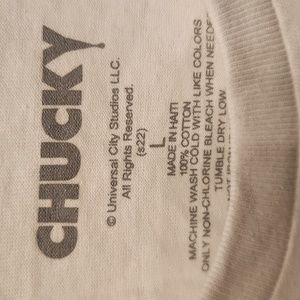 CHUCKY
© Universal City Studios LLC.
All Rights Reserved.
(s22)
L
MADE IN HAITI
100% COTTON
MACHINE WASH COLD WITH LIKE COLORS
ONLY NON-CHLORINE BLEACH WHEN NEEDE
TUMBLE DRY LOW